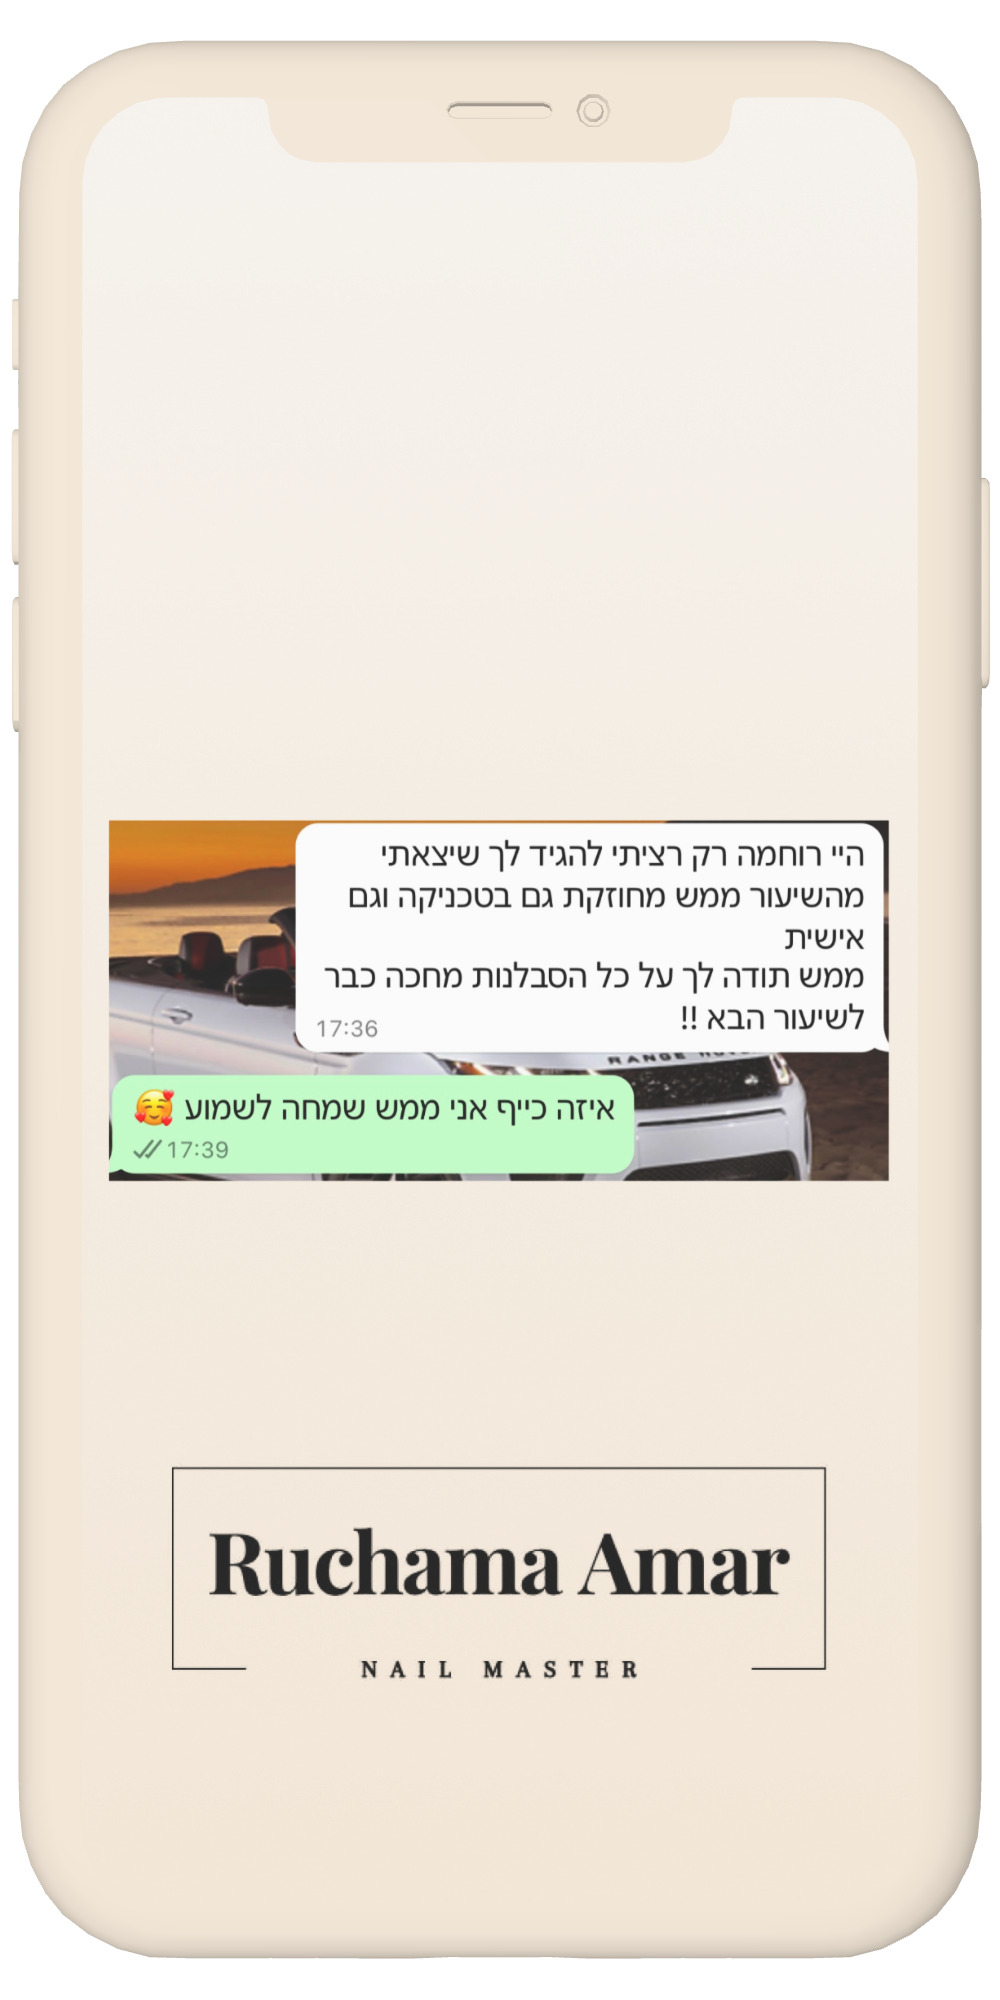 היי רוחמה רק רציתי להגיד לך שיצאתי
מהשיעור ממש מחוזקת גם בטכניקה וגם
אישית
ממש תודה לך על כל הסבלנות מחכה כבר
לשיעור הבא !!
17:36
RANGE
איזה כייף אני ממש שמחה לשמוע 🥰
17:39
Ruchama Amar
NAIL MASTER